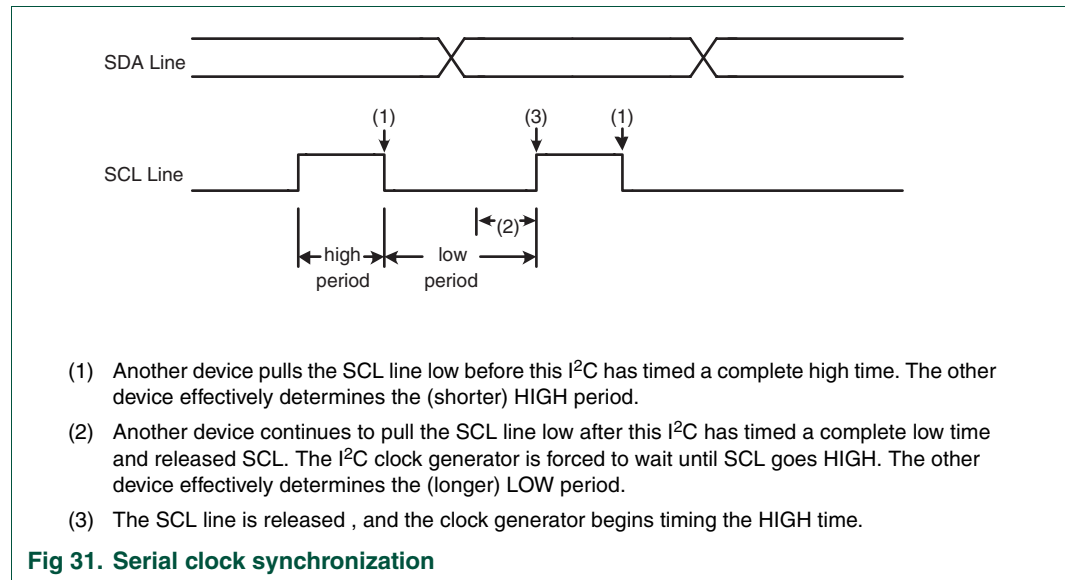 SDA Line
(1)
(3)
(1)
SCL Line
(2)
high
period
low
period
(1) Another device pulls the SCL line low before this I²C has timed a complete high time. The other
device effectively determines the (shorter) HIGH period.
(2) Another device continues to pull the SCL line low after this I²C has timed a complete low time
and released SCL. The I²C clock generator is forced to wait until SCL goes HIGH. The other
device effectively determines the (longer) LOW period.
(3) The SCL line is released , and the clock generator begins timing the HIGH time.
Fig 31. Serial clock synchronization